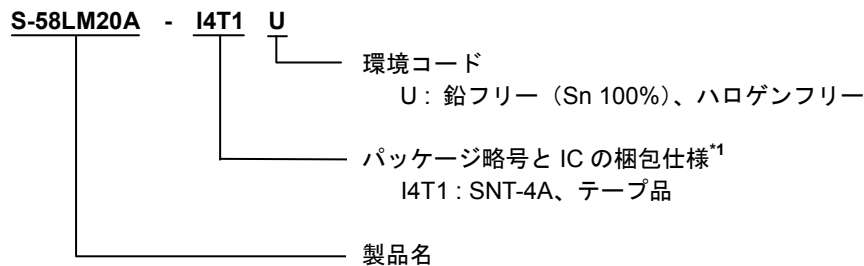 S-58LM20A - I4T1 U
環境コード
U : 鉛フリー（Sn 100%）、ハロゲンフリー
パッケージ略号と IC の梱包仕様*1
I4T1 : SNT-4A、テープ品
製品名